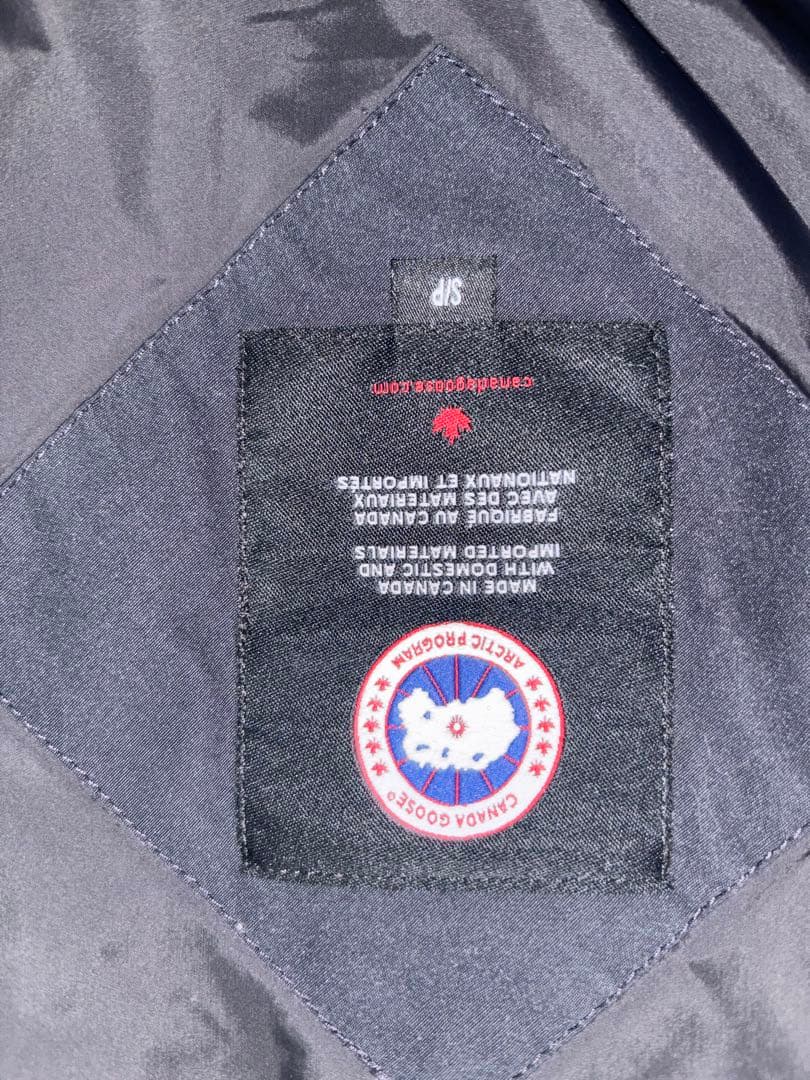 CANADA GOOSE®
ARCTIC PROGRAM
MADE IN CANADA
WITH DOMESTIC AND
IMPORTED MATERIALS
FABRIQUÉ AU CANADA
AVEC DES MATERIAUX
NATIONAUX ET IMPORTÉS
canadagoose.com
S/P